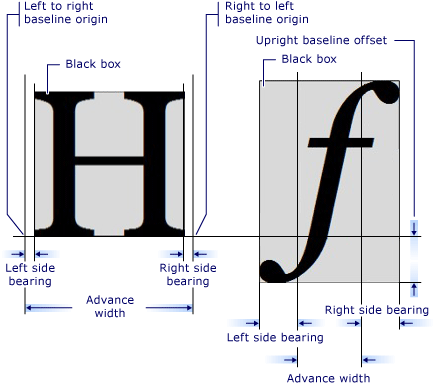 Left to right
baseline origin
Right to left
baseline origin
Upright baseline offset
Black box
Black box
H
f
Left side
bearing
Right side
bearing
Advance
width
Right side bearing
Left side bearing
Advance width